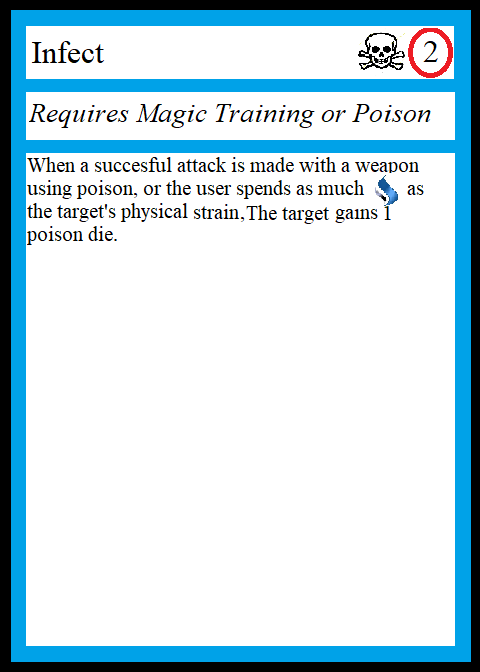 Infect 2
Requires Magic Training or Poison
When a succesful attack is made with a weapon
using poison, or the user spends as much as
the target's physical strain,The target gains 1
poison die.